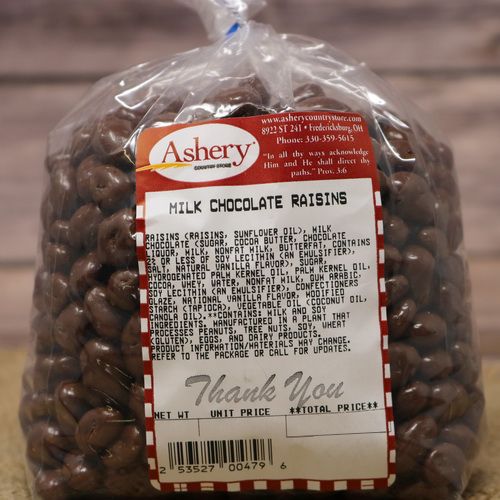 Ashery
COUNTRY STORE
www.asherycountrystore.com
8922 ST 241 • Fredericksburg, OH
Phone: 330-359-5615
"In all thy ways acknowledge
Him and He shall direct thy
paths." Prov. 3:6
MILK CHOCOLATE RAISINS
RAISINS (RAISINS, SUNFLOWER OIL), MILK
CHOCOLATE (SUGAR, COCOA BUTTER, CHOCOLATE
LIQUOR, MILK, NONFAT MILK, BUTTERFAT, CONTAINS
2% OR LESS OF SOY LECITHIN (AN EMULSIFIER),
SALT, NATURAL VANILLA FLAVOR), SUGAR,
HYDROGENATED PALM KERNEL OIL, PALM KERNEL OIL,
COCOA, WHEY, WATER, NONFAT MILK, GUM ARABIC,
SOY LECITHIN (AN EMULSIFIER), CONFECTIONERS
GLAZE, NATIONAL VANILLA FLAVOR, MODIFIED
STARCH (TAPIOCA), VEGETABLE OIL (COCONUT OIL,
CANOLA OIL).**CONTAINS: MILK AND SOY
INGREDIENTS. MANUFACTURED IN A PLANT THAT
PROCESSES PEANUTS, TREE NUTS, SOY, WHEAT
(GLUTEN), EGGS, AND DAIRY PRODUCTS.
PRODUCT INFORMATION/MATERIALS MAY CHANGE.
REFER TO THE PACKAGE OR CALL FOR UPDATES.
Thank You
NET WT UNIT PRICE **TOTAL PRICE**
2 53527 00479 6